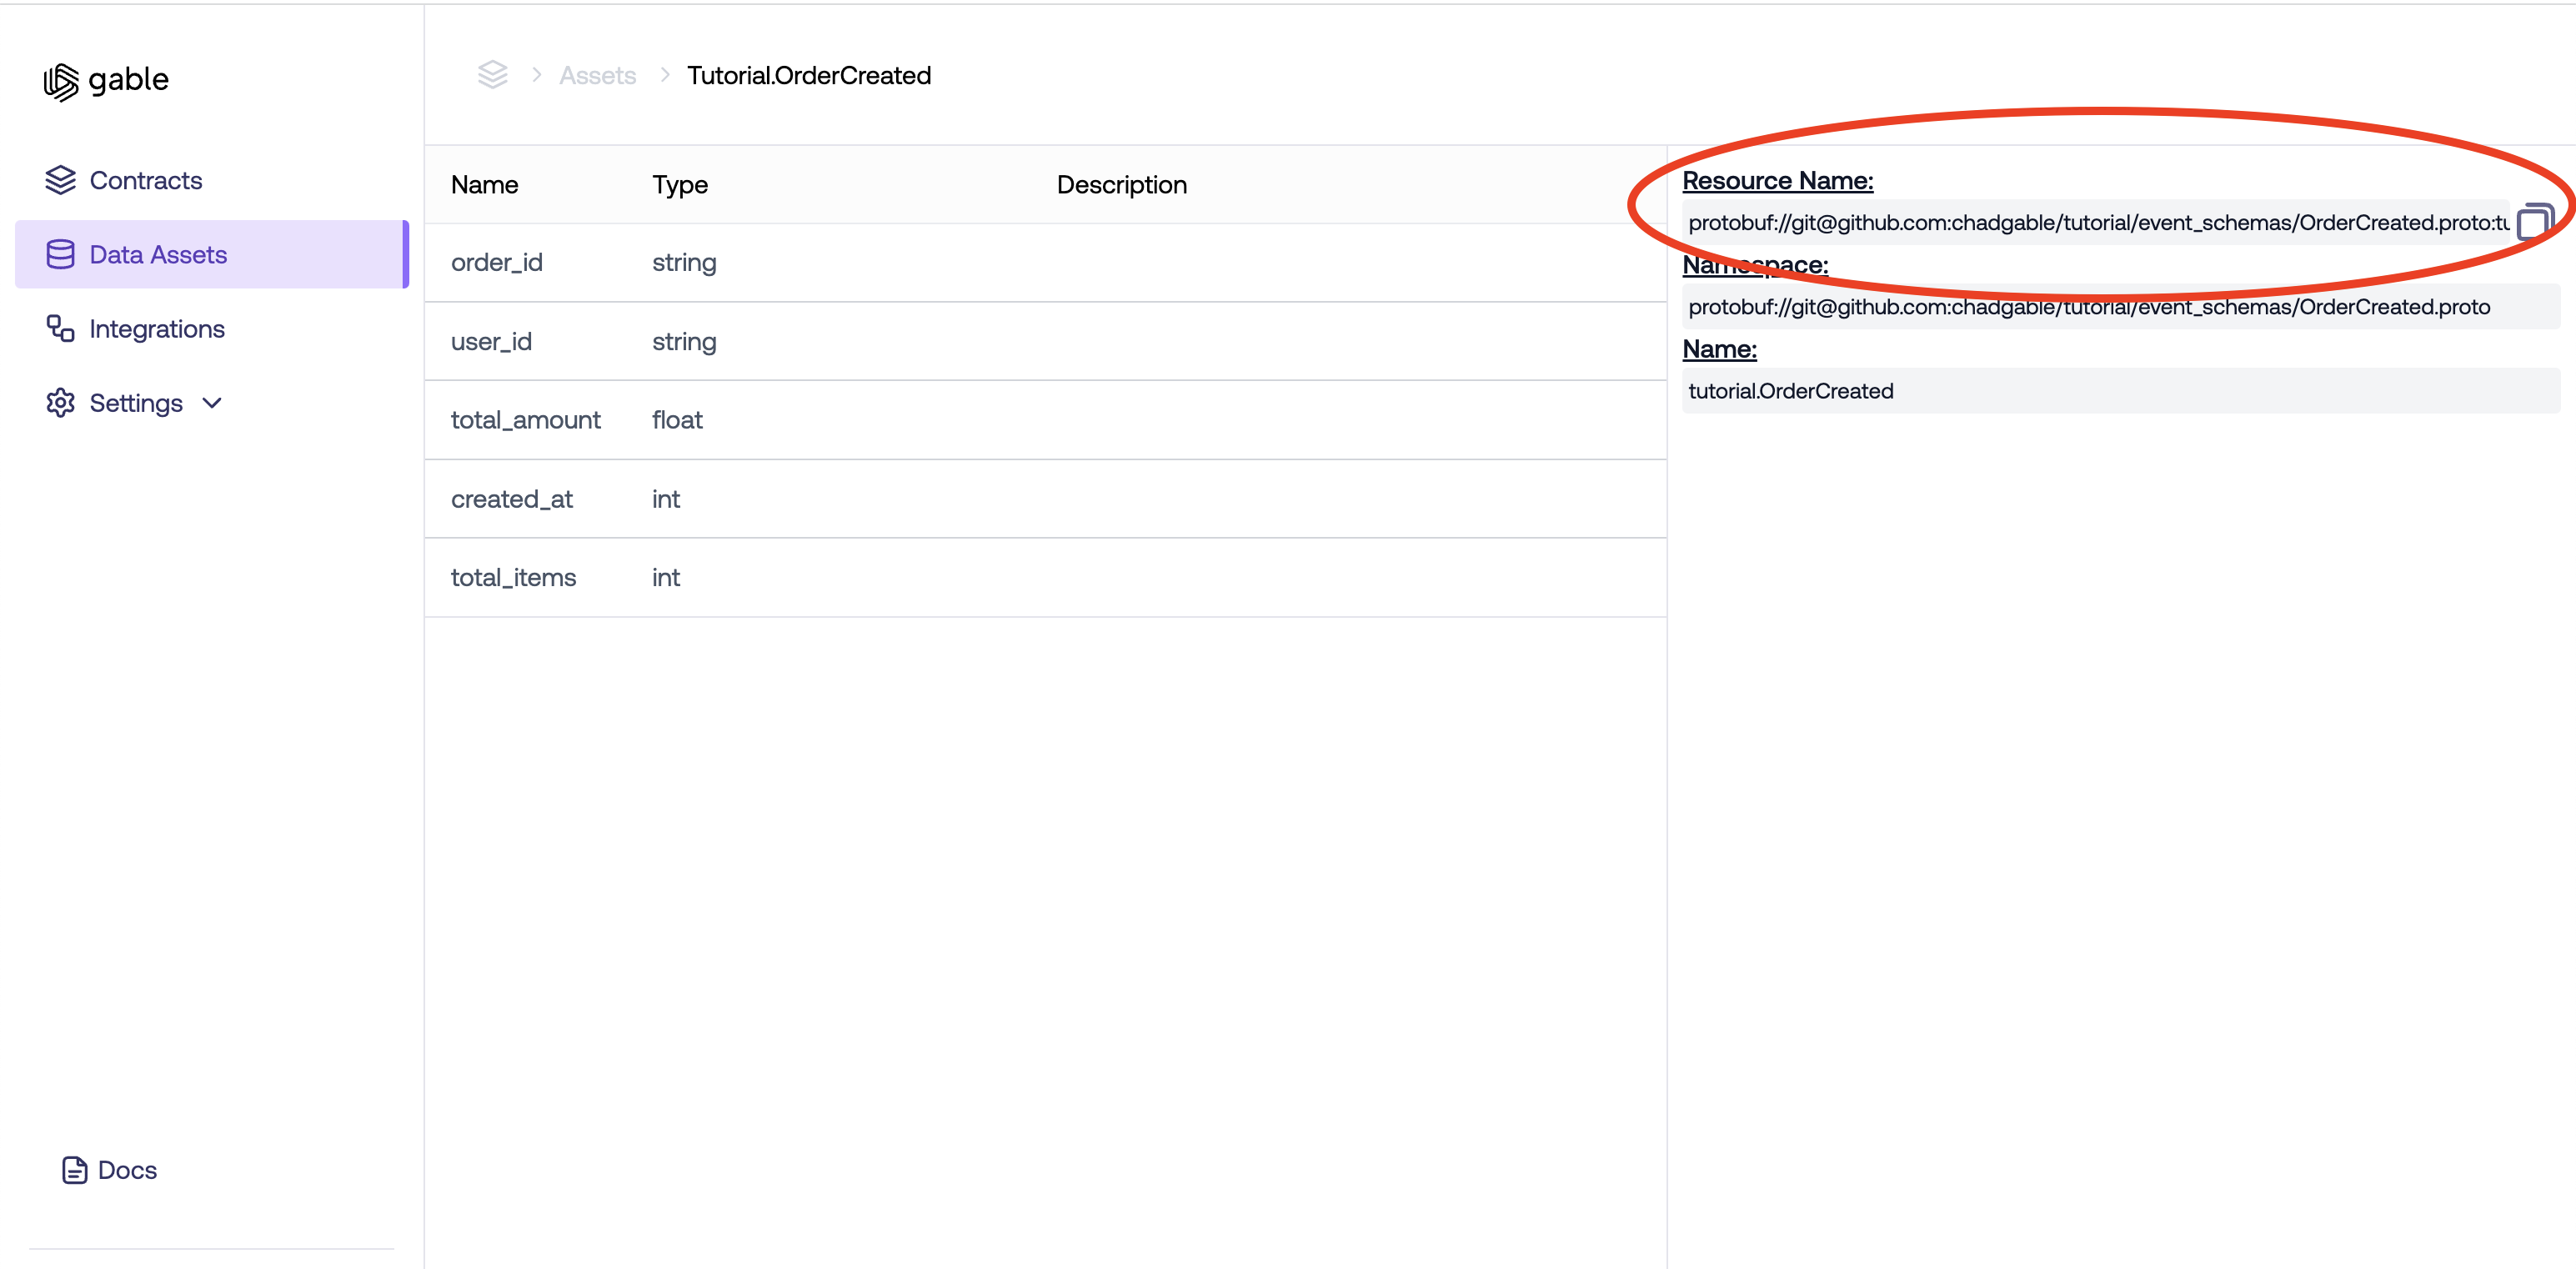 gable
Contracts
Data Assets
Integrations
Settings
Docs
Assets > Tutorial.OrderCreated
Name Type Description
order_id string
user_id string
total_amount float
created_at int
total_items int
Resource Name:
protobuf://git@github.com:chadgable/tutorial/event_schemas/OrderCreated.proto:tu
Namespace:
protobuf://git@github.com:chadgable/tutorial/event_schemas/OrderCreated.proto
Name:
tutorial.OrderCreated